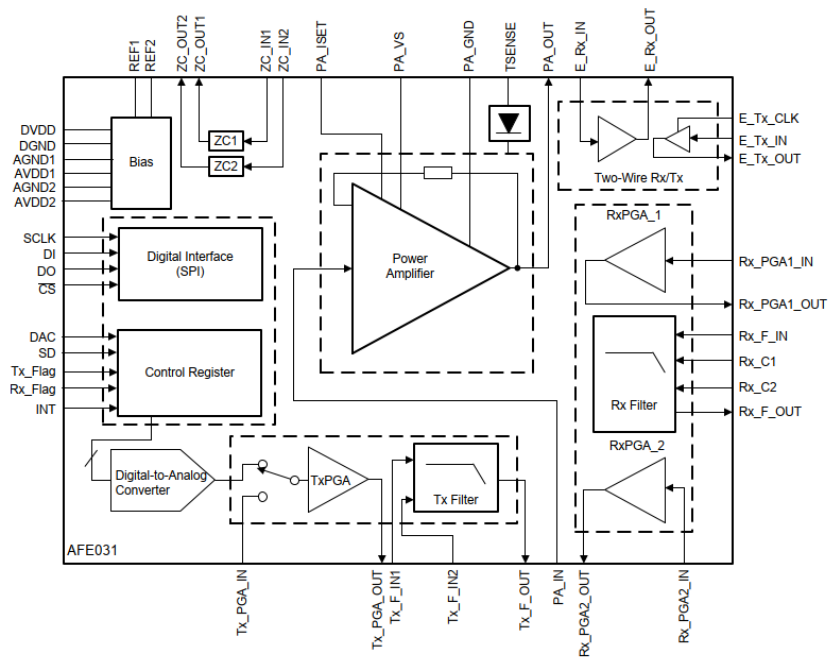 REF1
REF2
ZC_OUT2
ZC_OUT1
ZC_IN1
ZC_IN2
PA_ISET
PA_VS
PA_GND
TSENSE
PA_OUT
E_Rx_IN
E_Rx_OUT
DVDD
DGND
AGND1
AVDD1
AGND2
AVDD2
Bias
ZC1
ZC2
E_Tx_CLK
E_Tx_IN
E_Tx_OUT
Two-Wire Rx/Tx
SCLK
DI
DO
CS
Digital Interface
(SPI)
Power
Amplifier
RxPGA_1
Rx_PGA1_IN
Rx_PGA1_OUT
DAC
SD
Tx_Flag
Rx_Flag
INT
Control Register
Rx_F_IN
Rx_C1
Rx_C2
Rx_F_OUT
Rx Filter
RxPGA_2
Digital-to-Analog
Converter
TxPGA
Tx Filter
AFE031
Tx_PGA_IN
Tx_PGA_OUT
Tx_F_IN1
Tx_F_IN2
Tx_F_OUT
PA_IN
Rx_PGA2_OUT
Rx_PGA2_IN